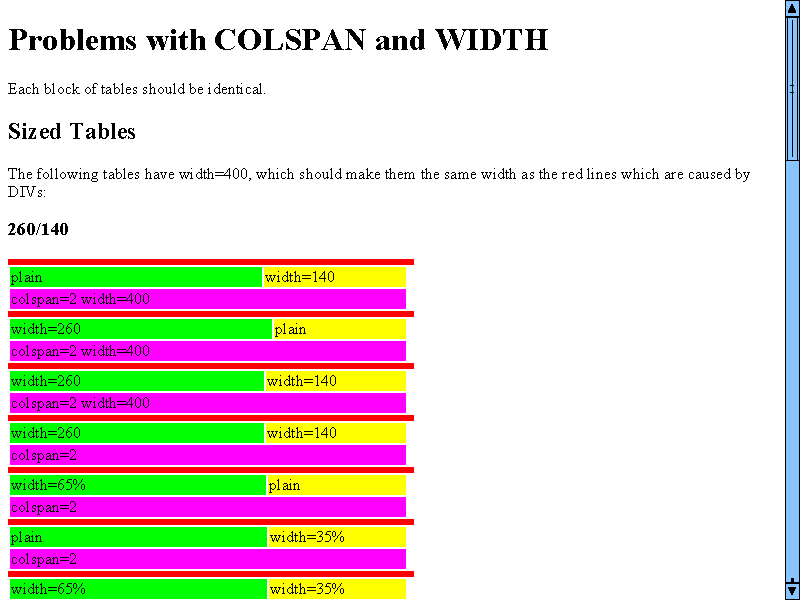 Problems with COLSPAN and WIDTH
Each block of tables should be identical.
Sized Tables
The following tables have width=400, which should make them the same width as the red lines which are caused by
DIVs:
260/140
plain width=140
colspan=2 width=400
width=260 plain
colspan=2 width=400
width=260 width=140
colspan=2 width=400
width=260 width=140
colspan=2
width=65% plain
colspan=2
plain width=35%
colspan=2
width=65% width=35%